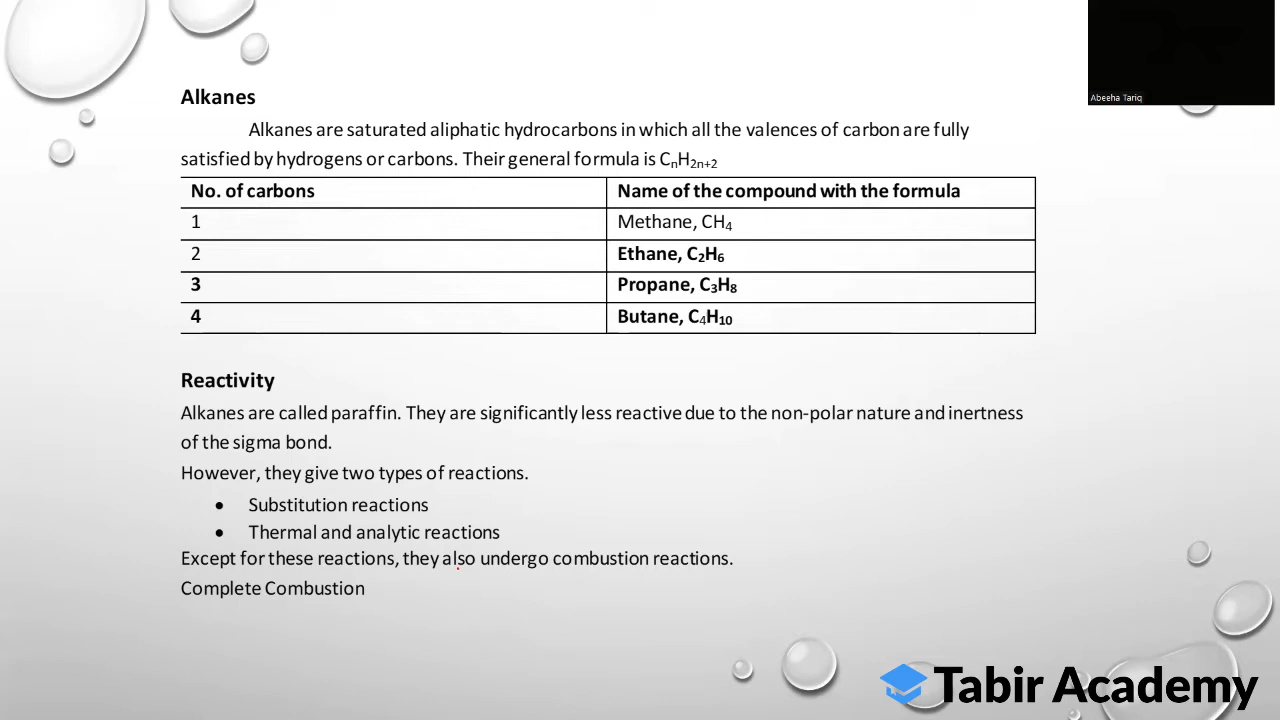 Abeeha Tariq
Alkanes
Alkanes are saturated aliphatic hydrocarbons in which all the valences of carbon are fully
satisfied by hydrogens or carbons. Their general formula is CₙH₂ₙ₊₂
No. of carbons Name of the compound with the formula
1 Methane, CH₄
2 Ethane, C₂H₆
3 Propane, C₃H₈
4 Butane, C₄H₁₀
Reactivity
Alkanes are called paraffin. They are significantly less reactive due to the non-polar nature and inertness
of the sigma bond.
However, they give two types of reactions.
• Substitution reactions
• Thermal and analytic reactions
Except for these reactions, they also undergo combustion reactions.
Complete Combustion
Tabir Academy